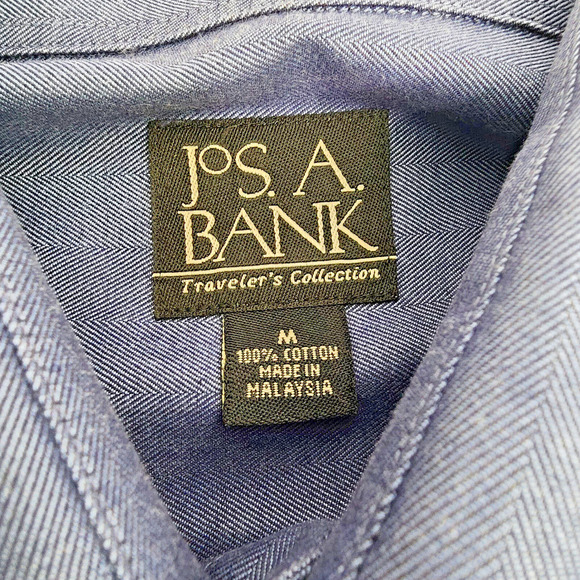 JOS. A.
BANK
Traveler's Collection
M
100% COTTON
MADE IN
MALAYSIA